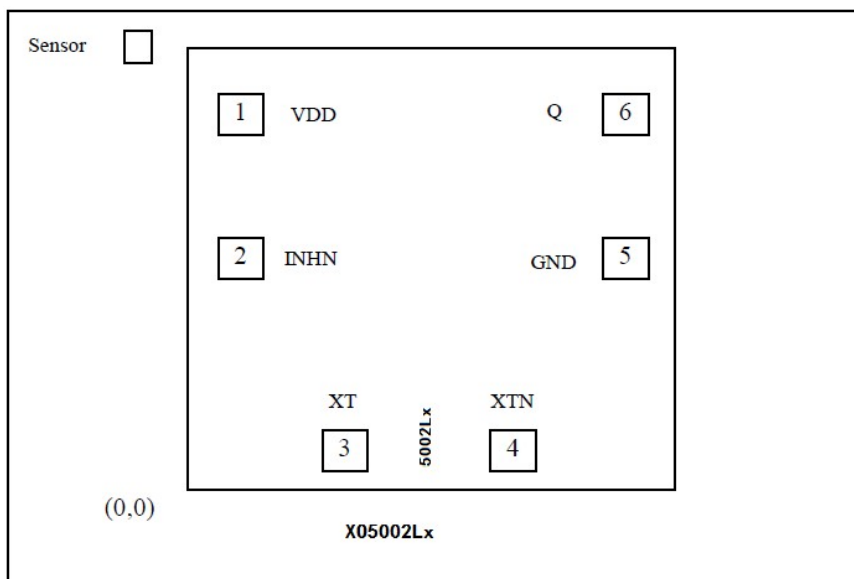 Sensor
1 VDD Q 6
2 INHN GND 5
XT XTN
3 5002Lx 4
(0,0)
X05002Lx